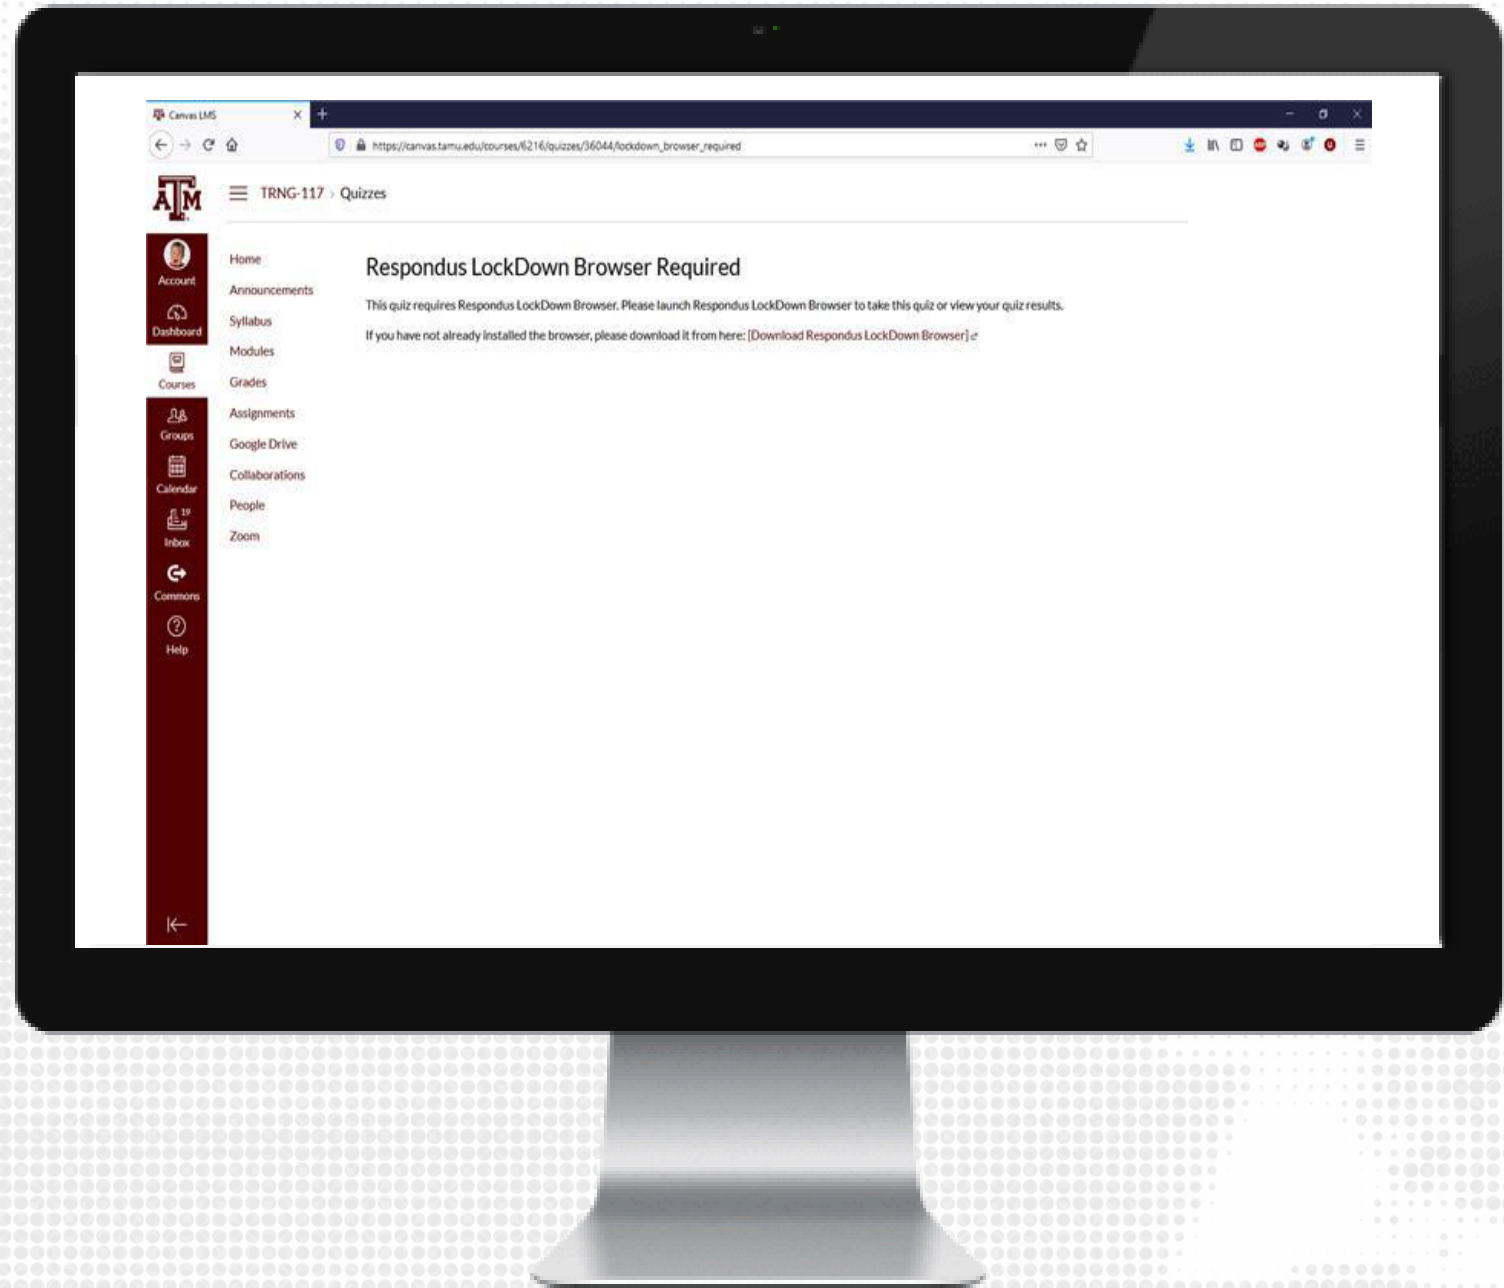 Canvas LMS
https://canvas.tamu.edu/courses/6216/quizzes/36044/lockdown_browser_required
ĀM
TRNG-117 › Quizzes
Account
Dashboard
Courses
Groups
Calendar
19
Inbox
Commons
Help
Home
Announcements
Syllabus
Modules
Grades
Assignments
Google Drive
Collaborations
People
Zoom
Respondus LockDown Browser Required
This quiz requires Respondus LockDown Browser. Please launch Respondus LockDown Browser to take this quiz or view your quiz results.
If you have not already installed the browser, please download it from here: [Download Respondus LockDown Browser]